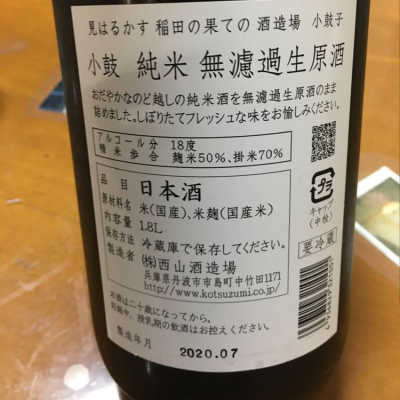 見はるかす 稲田の果ての 酒造場 小鼓子
小鼓 純米 無濾過生原酒
おだやかなのど越しの純米酒を無濾過生原酒のまま
詰めました。しぼりたてフレッシュな味をお愉しみください。
アルコール分 18度
精米歩合 麹米50%、掛米70%
品目 日本酒
原材料名 米(国産)、米麹(国産米)
内容量 1.8L
保存方法 冷蔵庫で保存してください。
製造者 (株)西山酒造場
兵庫県丹波市市島町中竹田1171
http://www.kotsuzumi.co.jp/
プラ
キャップ
(中栓)
要冷蔵
お酒は二十歳になってから。
妊娠中、授乳期の飲酒はお控えください。
製造年月 2020.07